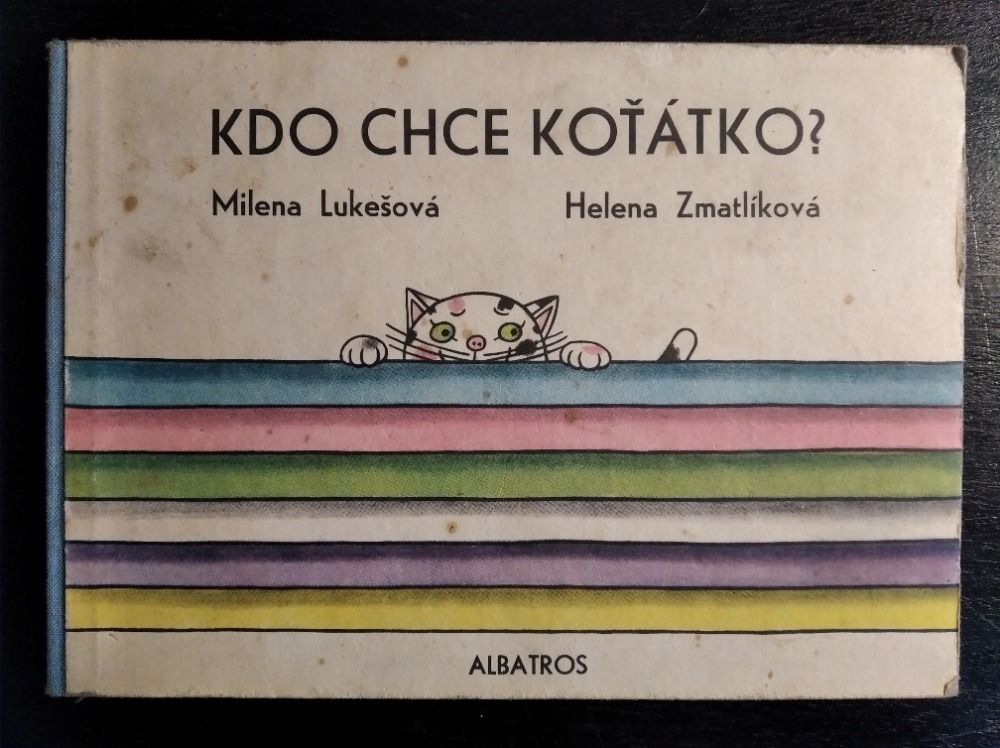 KDO CHCE KOŤÁTKO?
Milena Lukešová Helena Zmatlíková
ALBATROS